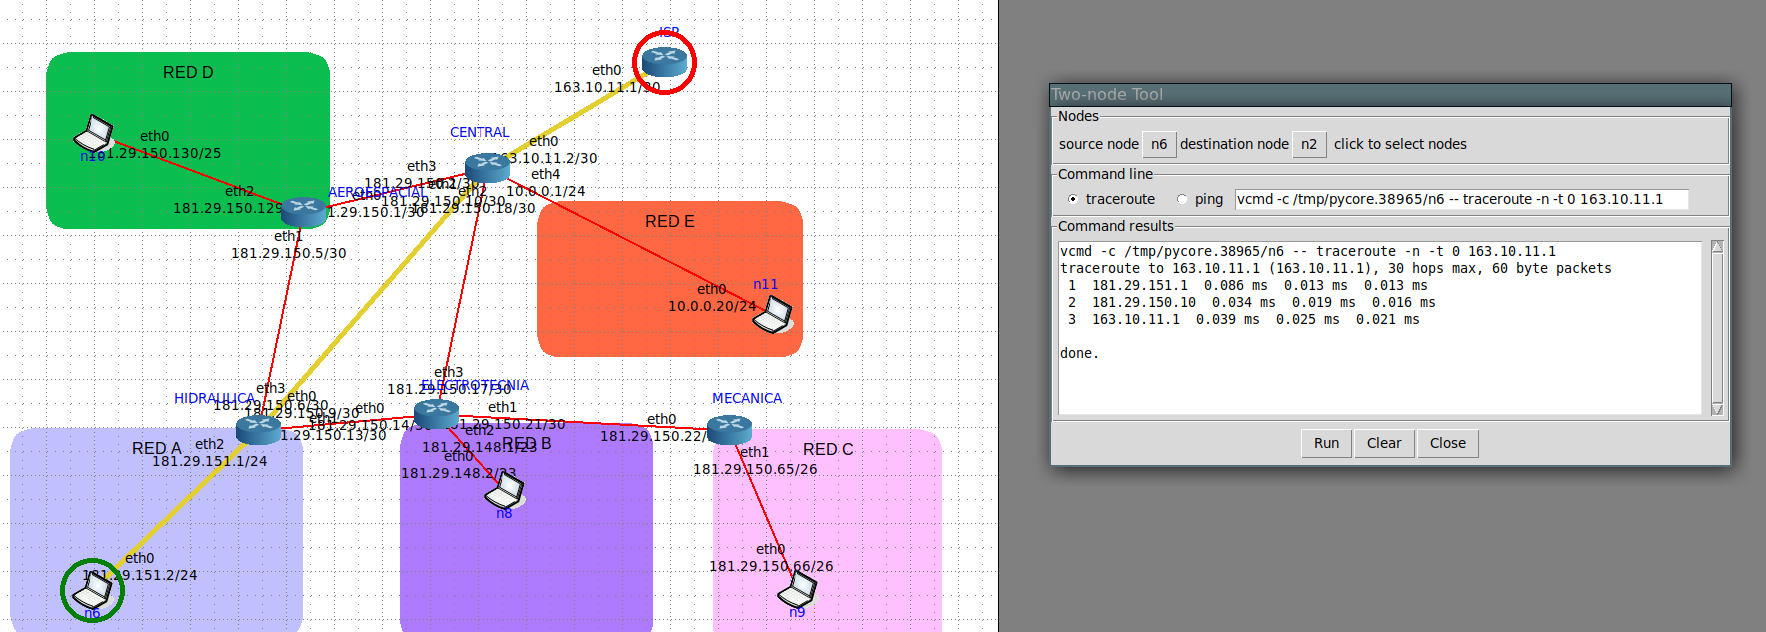 ISP
eth0
163.10.11.1/30
RED D
CENTRAL
eth0
181.29.150.130/25
n10
eth0
163.10.11.2/30
eth3
eth4
10.0.0.1/24
AEROESPACIAL
eth2
181.29.150.129
181.29.150.2/30
181.29.150.10/30
eth2
181.29.150.18/30
eth0
1.29.150.1/30
eth1
181.29.150.5/30
RED E
n11
eth0
10.0.0.20/24
eth3
181.29.150.17/30
ELECTROTECNIA
HIDRAULICA
eth3
181.29.150.6/30
eth0
181.29.150.9/30
eth1
1.29.150.13/30
eth0
181.29.150.14/30
eth1
181.29.150.21/30
MECANICA
eth0
181.29.150.22/
RED A
eth2
181.29.151.1/24
eth2
181.29.148.1/23
RED B
eth0
181.29.148.2/23
n8
RED C
eth1
181.29.150.65/26
eth0
181.29.151.2/24
n6
eth0
181.29.150.66/26
n9
Two-node Tool
Nodes
source node n6 destination node n2 click to select nodes
Command line
traceroute ping vcmd -c /tmp/pycore.38965/n6 -- traceroute -n -t 0 163.10.11.1
Command results
vcmd -c /tmp/pycore.38965/n6 -- traceroute -n -t 0 163.10.11.1
traceroute to 163.10.11.1 (163.10.11.1), 30 hops max, 60 byte packets
1 181.29.151.1 0.086 ms 0.013 ms 0.013 ms
2 181.29.150.10 0.034 ms 0.019 ms 0.016 ms
3 163.10.11.1 0.039 ms 0.025 ms 0.021 ms
done.
Run Clear Close